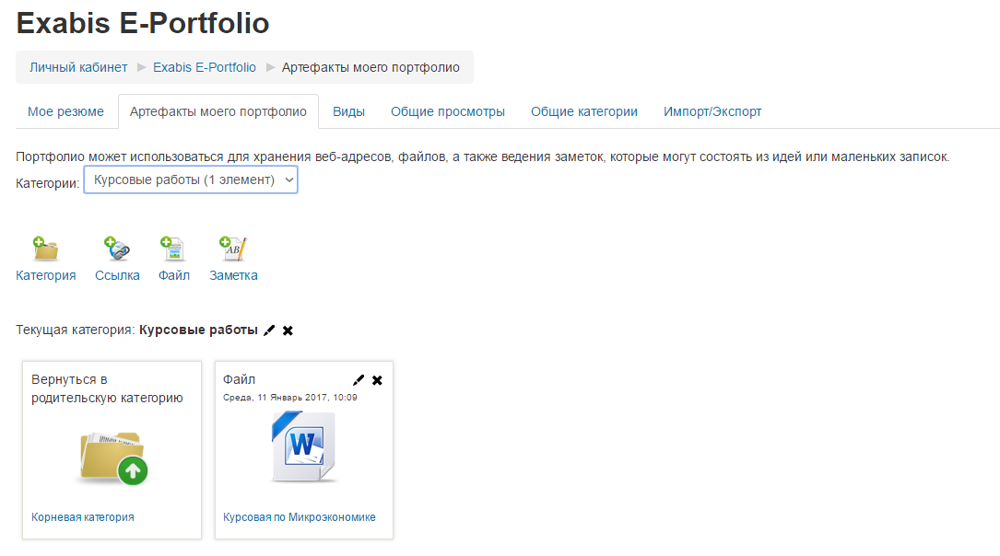 Exabis E-Portfolio
Личный кабинет Exabis E-Portfolio Артефакты моего портфолио
Мое резюме Артефакты моего портфолио Виды Общие просмотры Общие категории Импорт/Экспорт
Портфолио может использоваться для хранения веб-адресов, файлов, а также ведения заметок, которые могут состоять из идей или маленьких записок.
Категории: Курсовые работы (1 элемент)
AB
Категория Ссылка Файл Заметка
Текущая категория: Курсовые работы
Вернуться в
родительскую категорию
Корневая категория
Файл
Среда, 11 Январь 2017, 10:09
W
Курсовая по Микроэкономике